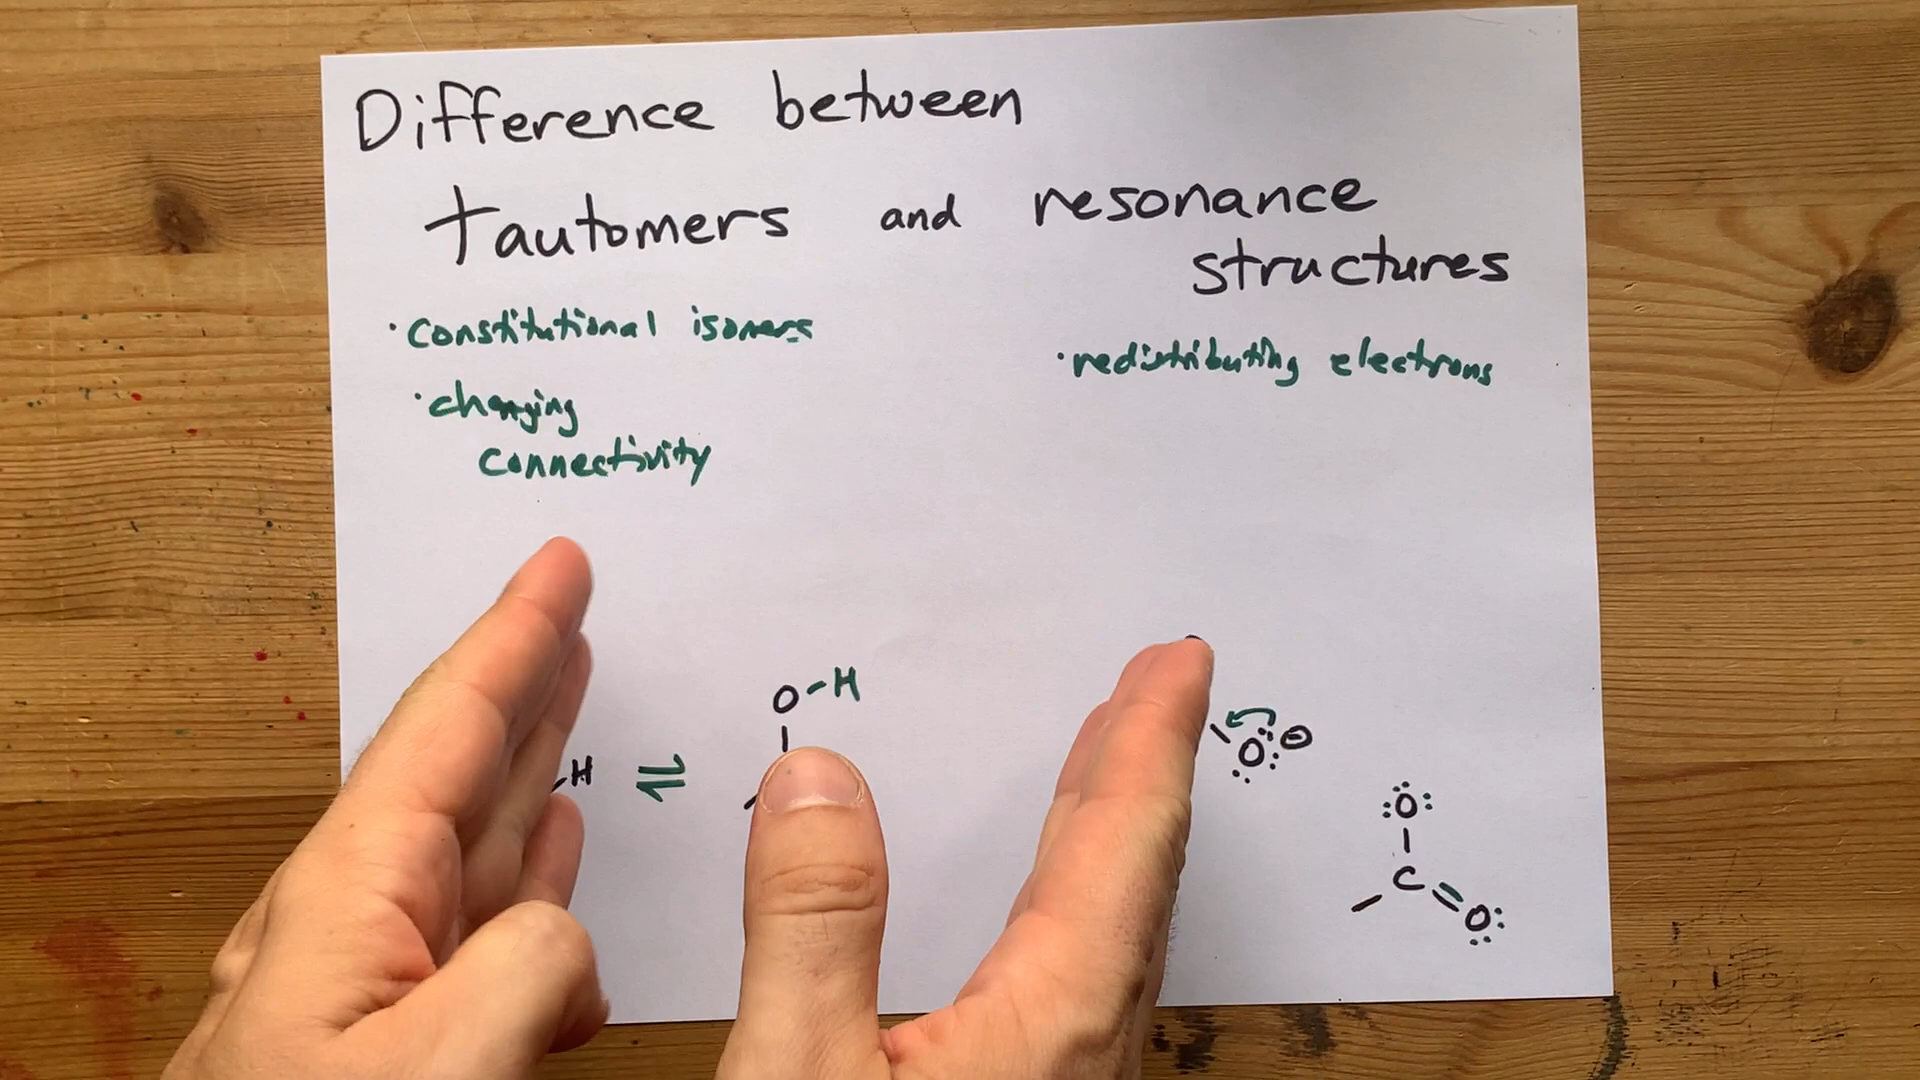 Difference between
tautomers and resonance
structures
· constitutional isomers
· redistributing electrons
· changing
connectivity
O-H
H ⇌
O ⊖
O
C
O